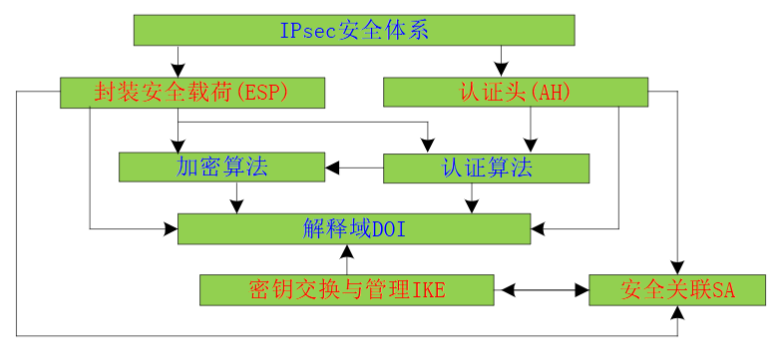 IPsec安全体系
封装安全载荷(ESP)
认证头(AH)
加密算法
认证算法
解释域DOI
密钥交换与管理IKE
安全关联SA